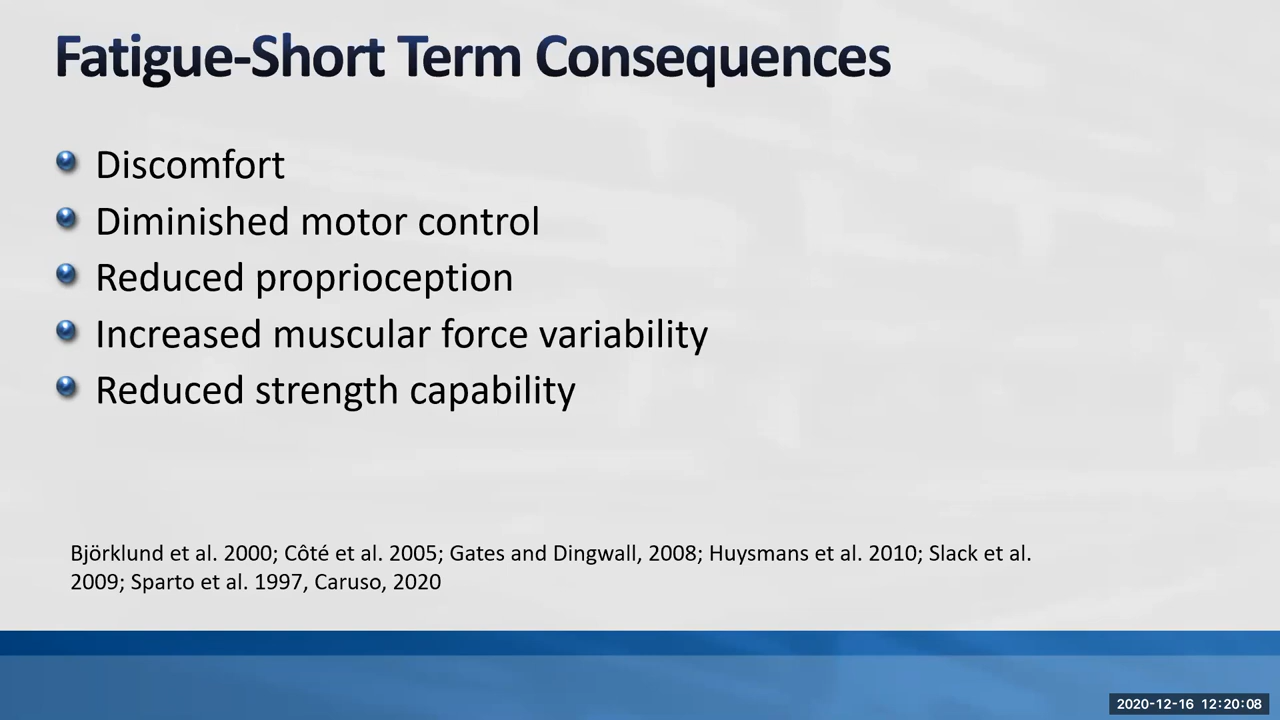 Fatigue-Short Term Consequences
Discomfort
Diminished motor control
Reduced proprioception
Increased muscular force variability
Reduced strength capability
Björklund et al. 2000; Côté et al. 2005; Gates and Dingwall, 2008; Huysmans et al. 2010; Slack et al.
2009; Sparto et al. 1997, Caruso, 2020
2020-12-16 12:20:08